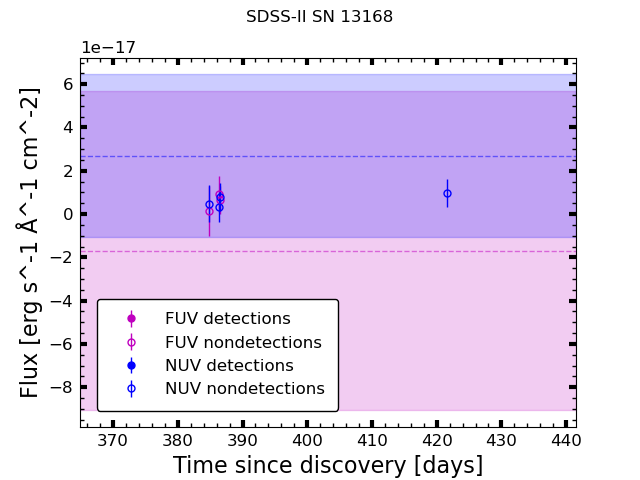 SDSS-II SN 13168
1e−17
6
4
2
0
−2
−4
−6
−8
Flux [erg s^-1 Å^-1 cm^-2]
FUV detections
FUV nondetections
NUV detections
NUV nondetections
370 380 390 400 410 420 430 440
Time since discovery [days]